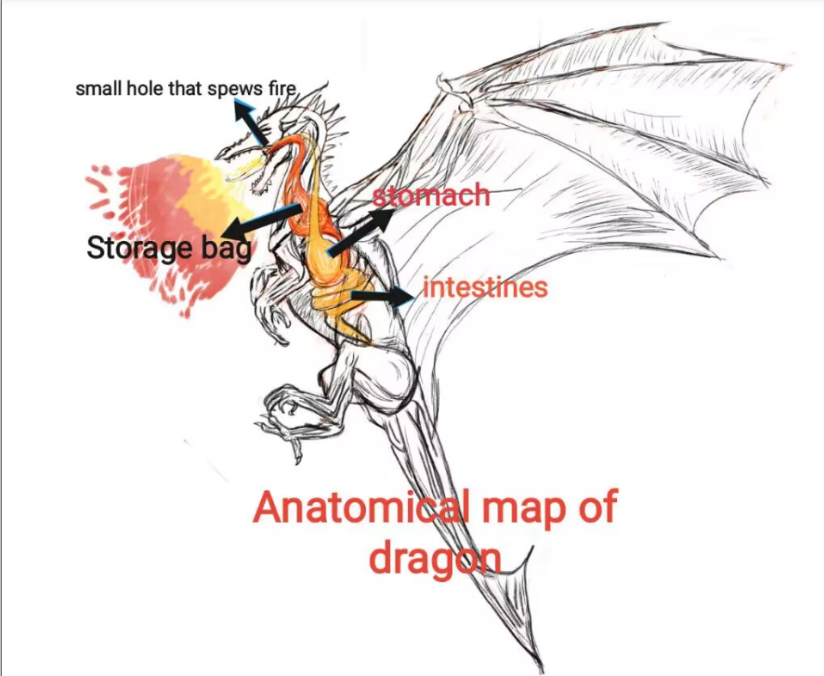 small hole that spews fire
stomach
Storage bag
intestines
Anatomical map of
dragon